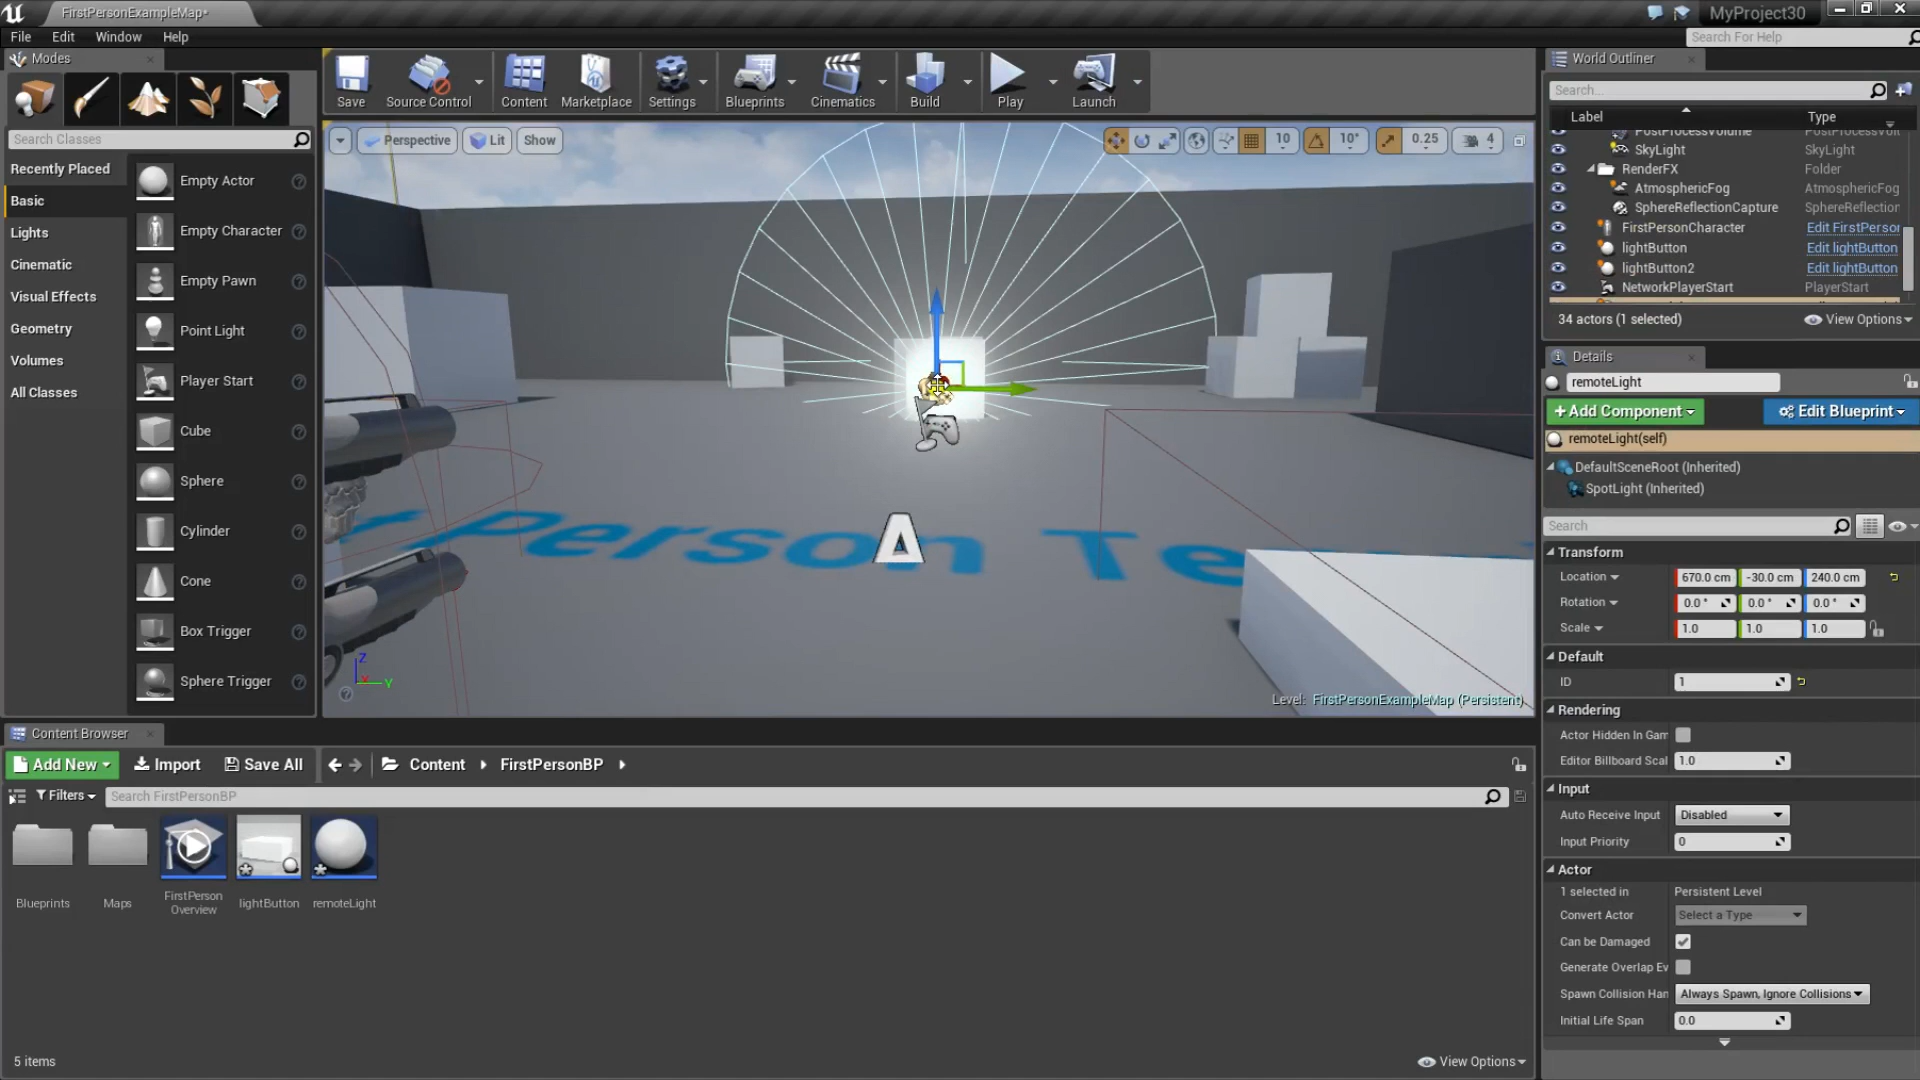 FirstPersonExampleMap*
MyProject30
File Edit Window Help
Search For Help
Modes
Search Classes
Recently Placed
Basic
Lights
Cinematic
Visual Effects
Geometry
Volumes
All Classes
Empty Actor
Empty Character
Empty Pawn
Point Light
Player Start
Cube
Sphere
Cylinder
Cone
Box Trigger
Sphere Trigger
Save Source Control Content Marketplace Settings Blueprints Cinematics Build Play Launch
Perspective Lit Show
10 10° 0.25 4
Person Te
A
Z
X Y
Level: FirstPersonExampleMap (Persistent)
World Outliner
Search...
Label Type
PostProcessVolume PostProcessVol
SkyLight SkyLight
RenderFX Folder
AtmosphericFog AtmosphericFog
SphereReflectionCapture SphereReflection
FirstPersonCharacter Edit FirstPerson
lightButton Edit lightButton
lightButton2 Edit lightButton
NetworkPlayerStart PlayerStart
34 actors (1 selected) View Options
Details
remoteLight
+Add Component Edit Blueprint
remoteLight(self)
DefaultSceneRoot (Inherited)
SpotLight (Inherited)
Search
Transform
Location 670.0 cm -30.0 cm 240.0 cm
Rotation 0.0 ° 0.0 ° 0.0 °
Scale 1.0 1.0 1.0
Default
ID 1
Rendering
Actor Hidden In Gam
Editor Billboard Scal 1.0
Input
Auto Receive Input Disabled
Input Priority 0
Actor
1 selected in Persistent Level
Convert Actor Select a Type
Can be Damaged
Generate Overlap Ev
Spawn Collision Han Always Spawn, Ignore Collisions
Initial Life Span 0.0
Content Browser
Add New Import Save All Content FirstPersonBP
Filters Search FirstPersonBP
Blueprints
Maps
FirstPerson
Overview
lightButton
remoteLight
5 items
View Options